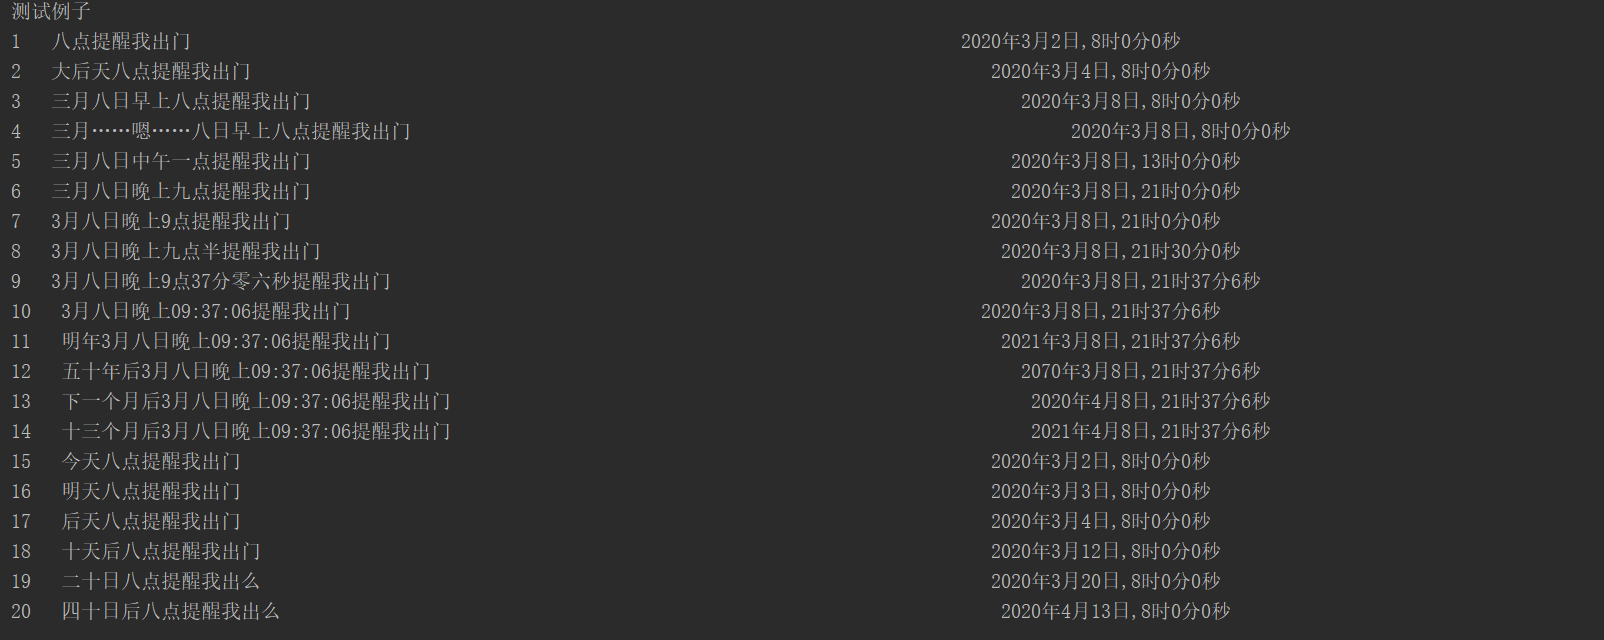 测试例子
1 八点提醒我出门 2020年3月2日,8时0分0秒
2 大后天八点提醒我出门 2020年3月4日,8时0分0秒
3 三月八日早上八点提醒我出门 2020年3月8日,8时0分0秒
4 三月……嗯……八日早上八点提醒我出门 2020年3月8日,8时0分0秒
5 三月八日中午一点提醒我出门 2020年3月8日,13时0分0秒
6 三月八日晚上九点提醒我出门 2020年3月8日,21时0分0秒
7 3月八日晚上9点提醒我出门 2020年3月8日,21时0分0秒
8 3月八日晚上九点半提醒我出门 2020年3月8日,21时30分0秒
9 3月八日晚上9点37分零六秒提醒我出门 2020年3月8日,21时37分6秒
10 3月八日晚上09:37:06提醒我出门 2020年3月8日,21时37分6秒
11 明年3月八日晚上09:37:06提醒我出门 2021年3月8日,21时37分6秒
12 五十年后3月八日晚上09:37:06提醒我出门 2070年3月8日,21时37分6秒
13 下一个月后3月八日晚上09:37:06提醒我出门 2020年4月8日,21时37分6秒
14 十三个月后3月八日晚上09:37:06提醒我出门 2021年4月8日,21时37分6秒
15 今天八点提醒我出门 2020年3月2日,8时0分0秒
16 明天八点提醒我出门 2020年3月3日,8时0分0秒
17 后天八点提醒我出门 2020年3月4日,8时0分0秒
18 十天后八点提醒我出门 2020年3月12日,8时0分0秒
19 二十日八点提醒我出么 2020年3月20日,8时0分0秒
20 四十日后八点提醒我出么 2020年4月13日,8时0分0秒